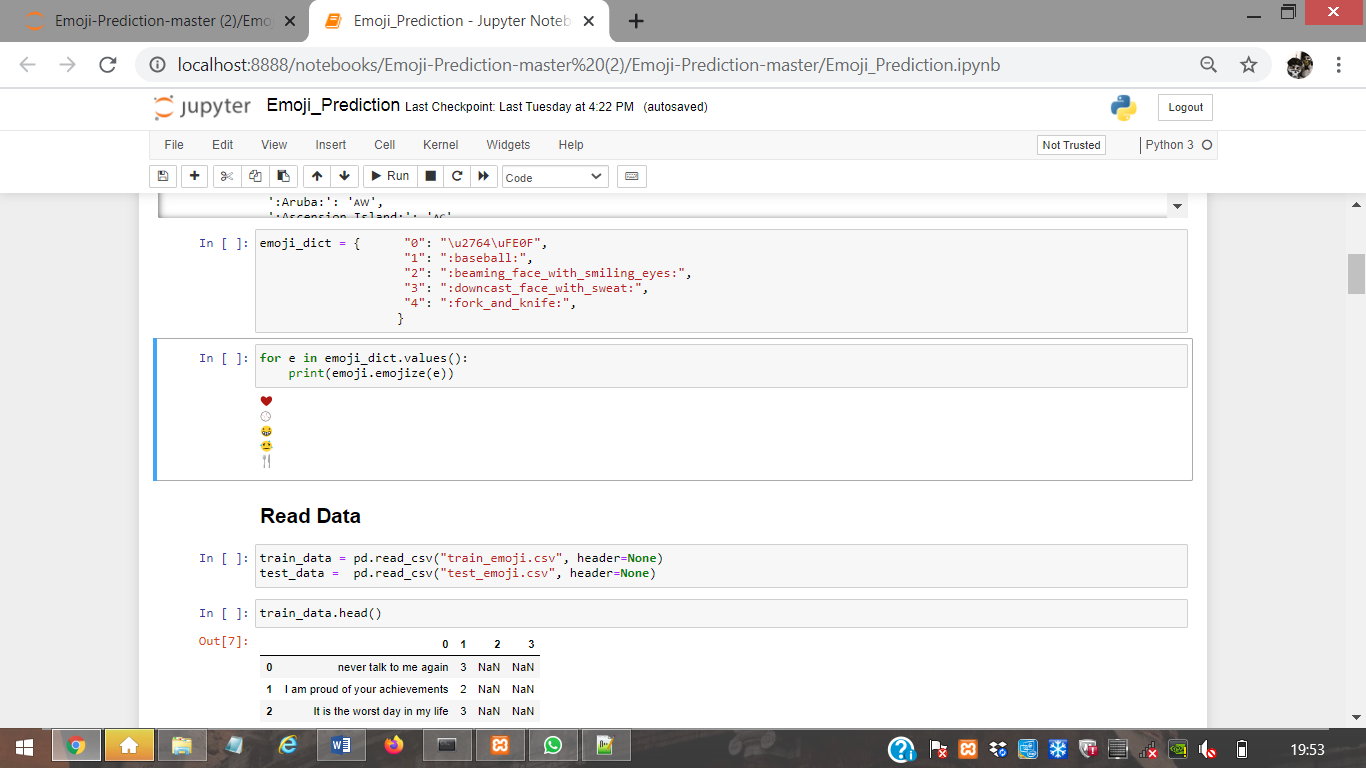 Emoji-Prediction-master (2)/Emoj
Emoji_Prediction - Jupyter Noteb
localhost:8888/notebooks/Emoji-Prediction-master%20(2)/Emoji-Prediction-master/Emoji_Prediction.ipynb
jupyter Emoji_Prediction Last Checkpoint: Last Tuesday at 4:22 PM (autosaved)
Logout
File Edit View Insert Cell Kernel Widgets Help
Not Trusted
Python 3
Run
Code
':Aruba:': '🇦🇼',
':Ascension_Island:': '🇦🇨',
In [ ]: emoji_dict = { "0": "\u2764\uFE0F",
"1": ":baseball:",
"2": ":beaming_face_with_smiling_eyes:",
"3": ":downcast_face_with_sweat:",
"4": ":fork_and_knife:",
}
In [ ]: for e in emoji_dict.values():
print(emoji.emojize(e))
Read Data
In [ ]: train_data = pd.read_csv("train_emoji.csv", header=None)
test_data = pd.read_csv("test_emoji.csv", header=None)
In [ ]: train_data.head()
Out[7]:
0 1 2 3
0 never talk to me again 3 NaN NaN
1 I am proud of your achievements 2 NaN NaN
2 It is the worst day in my life 3 NaN NaN
19:53